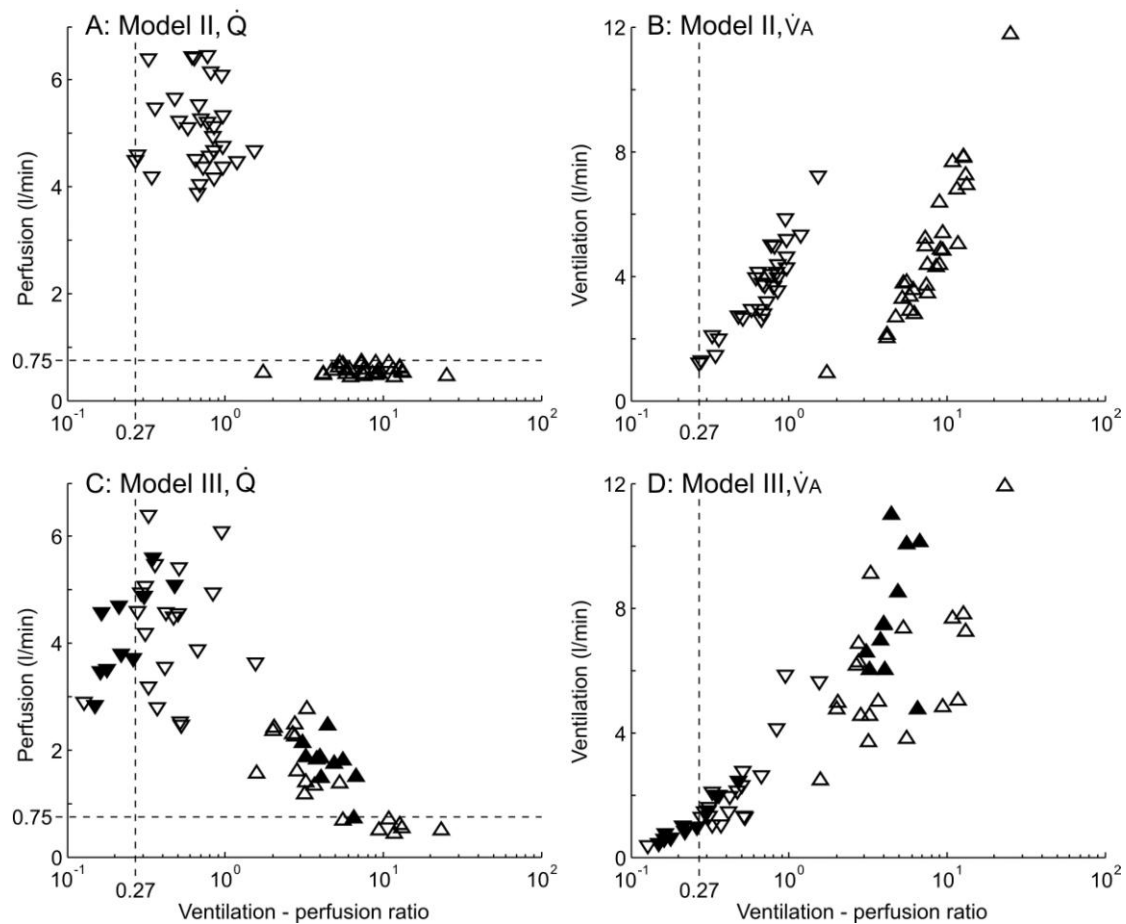 A: Model II, Q̇
Perfusion (l/min)
6
4
2
0.75
0
10⁻¹ 0.27 10⁰ 10¹ 10²
B: Model II, V̇A
Ventilation (l/min)
12
8
4
0
10⁻¹ 0.27 10⁰ 10¹ 10²
C: Model III, Q̇
Perfusion (l/min)
6
4
2
0.75
0
10⁻¹ 0.27 10⁰ 10¹ 10²
Ventilation - perfusion ratio
D: Model III, V̇A
Ventilation (l/min)
12
8
4
0
10⁻¹ 0.27 10⁰ 10¹ 10²
Ventilation - perfusion ratio